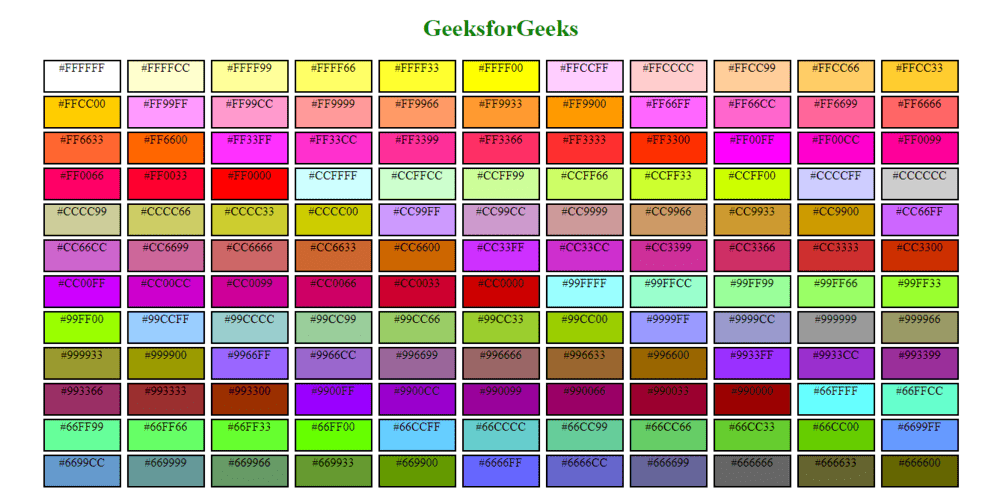 GeeksforGeeks
#FFFFFF #FFFFCC #FFFF99 #FFFF66 #FFFF33 #FFFF00 #FFCCFF #FFCCCC #FFCC99 #FFCC66 #FFCC33
#FFCC00 #FF99FF #FF99CC #FF9999 #FF9966 #FF9933 #FF9900 #FF66FF #FF66CC #FF6699 #FF6666
#FF6633 #FF6600 #FF33FF #FF33CC #FF3399 #FF3366 #FF3333 #FF3300 #FF00FF #FF00CC #FF0099
#FF0066 #FF0033 #FF0000 #CCFFFF #CCFFCC #CCFF99 #CCFF66 #CCFF33 #CCFF00 #CCCCFF #CCCCCC
#CCCC99 #CCCC66 #CCCC33 #CCCC00 #CC99FF #CC99CC #CC9999 #CC9966 #CC9933 #CC9900 #CC66FF
#CC66CC #CC6699 #CC6666 #CC6633 #CC6600 #CC33FF #CC33CC #CC3399 #CC3366 #CC3333 #CC3300
#CC00FF #CC00CC #CC0099 #CC0066 #CC0033 #CC0000 #99FFFF #99FFCC #99FF99 #99FF66 #99FF33
#99FF00 #99CCFF #99CCCC #99CC99 #99CC66 #99CC33 #99CC00 #9999FF #9999CC #999999 #999966
#999933 #999900 #9966FF #9966CC #996699 #996666 #996633 #996600 #9933FF #9933CC #993399
#993366 #993333 #993300 #9900FF #9900CC #990099 #990066 #990033 #990000 #66FFFF #66FFCC
#66FF99 #66FF66 #66FF33 #66FF00 #66CCFF #66CCCC #66CC99 #66CC66 #66CC33 #66CC00 #6699FF
#6699CC #669999 #669966 #669933 #669900 #6666FF #6666CC #666699 #666666 #666633 #666600